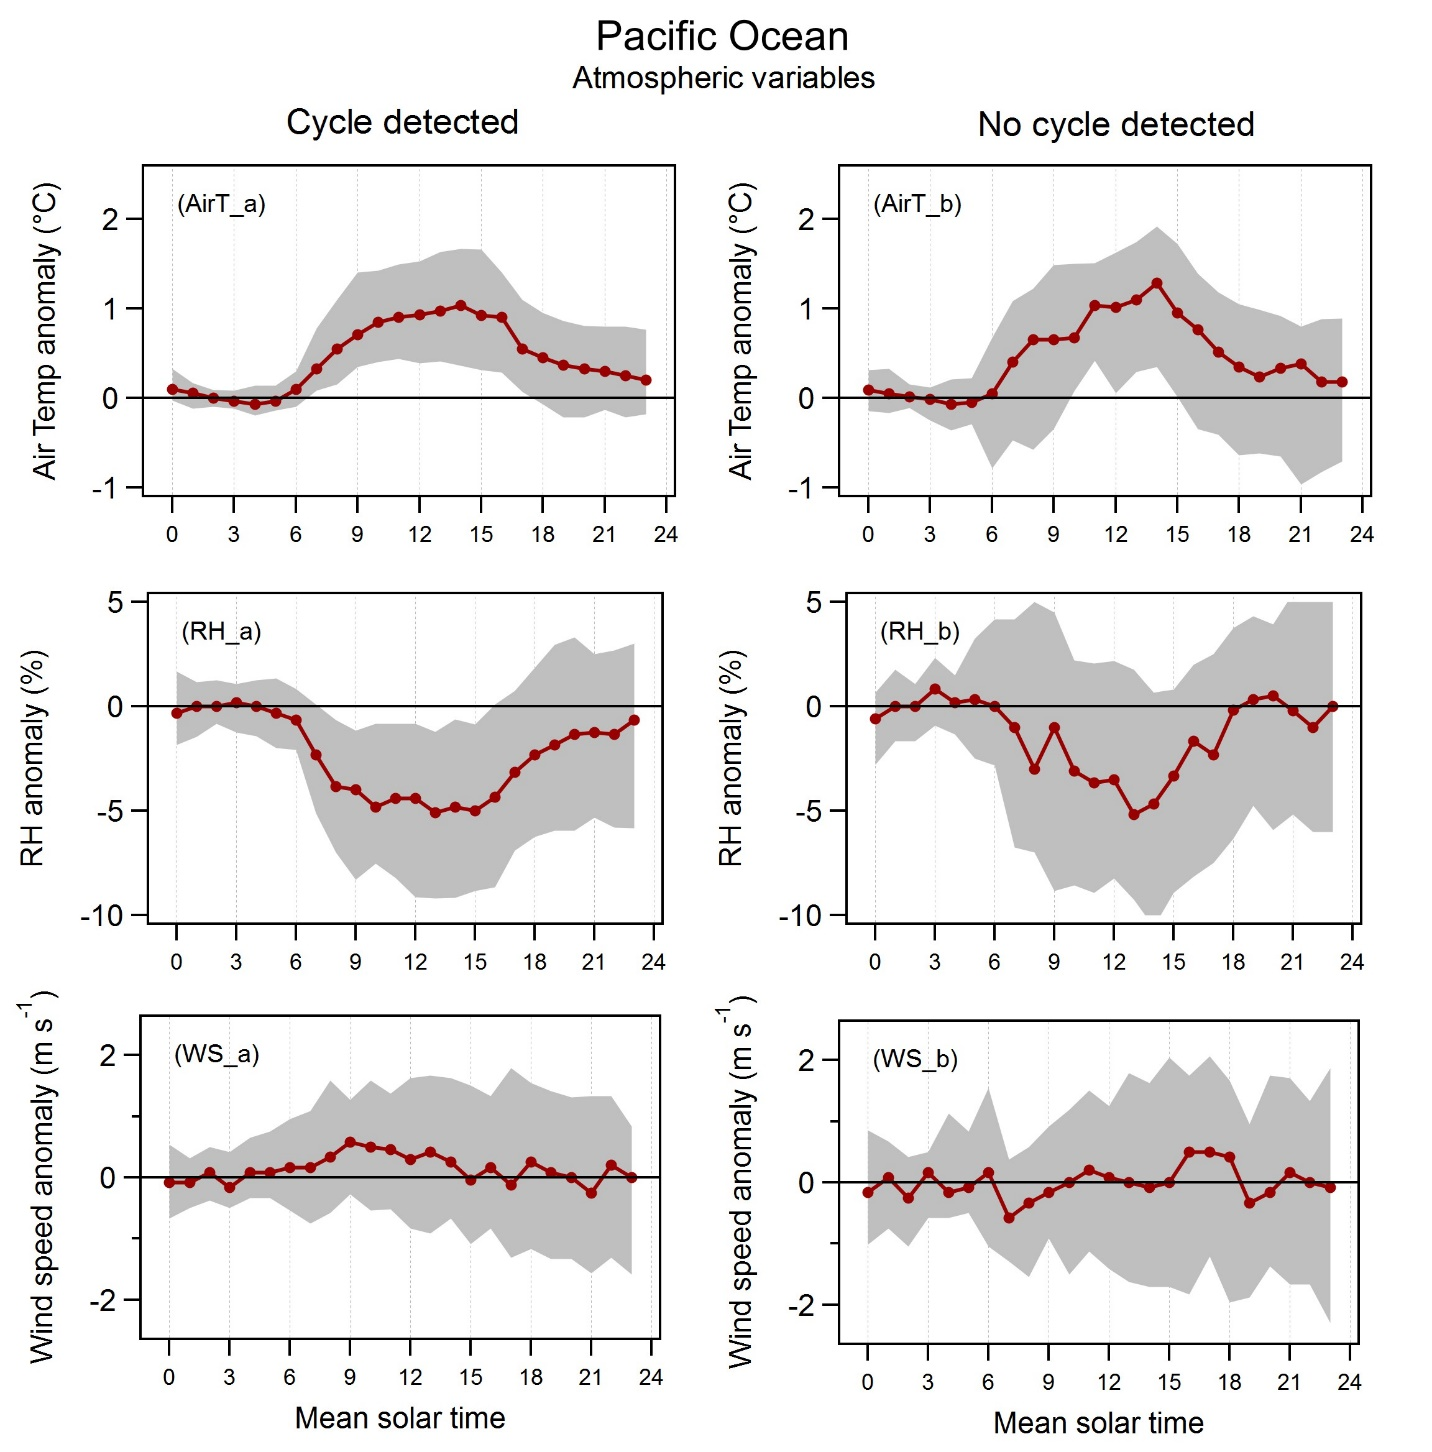 Pacific Ocean
Atmospheric variables
Cycle detected
No cycle detected
Air Temp anomaly (°C)
(AirT_a)
2
1
0
-1
0 3 6 9 12 15 18 21 24
Air Temp anomaly (°C)
(AirT_b)
2
1
0
-1
0 3 6 9 12 15 18 21 24
RH anomaly (%)
(RH_a)
5
0
-5
-10
0 3 6 9 12 15 18 21 24
RH anomaly (%)
(RH_b)
5
0
-5
-10
0 3 6 9 12 15 18 21 24
Wind speed anomaly (m s⁻¹)
(WS_a)
2
0
-2
0 3 6 9 12 15 18 21 24
Mean solar time
Wind speed anomaly (m s⁻¹)
(WS_b)
2
0
-2
0 3 6 9 12 15 18 21 24
Mean solar time